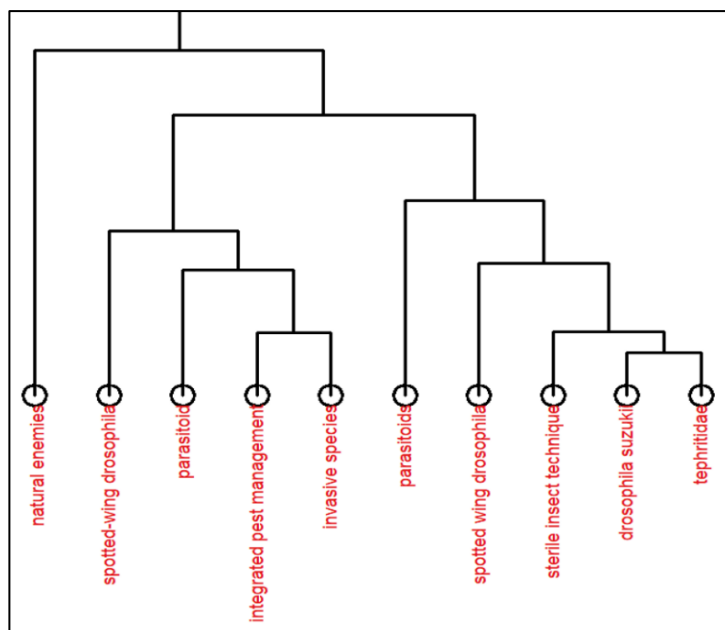 natural enemies
spotted-wing drosophila
parasitoid
integrated pest management
invasive species
parasitoids
spotted wing drosophila
sterile insect technique
drosophila suzukii
tephritidae